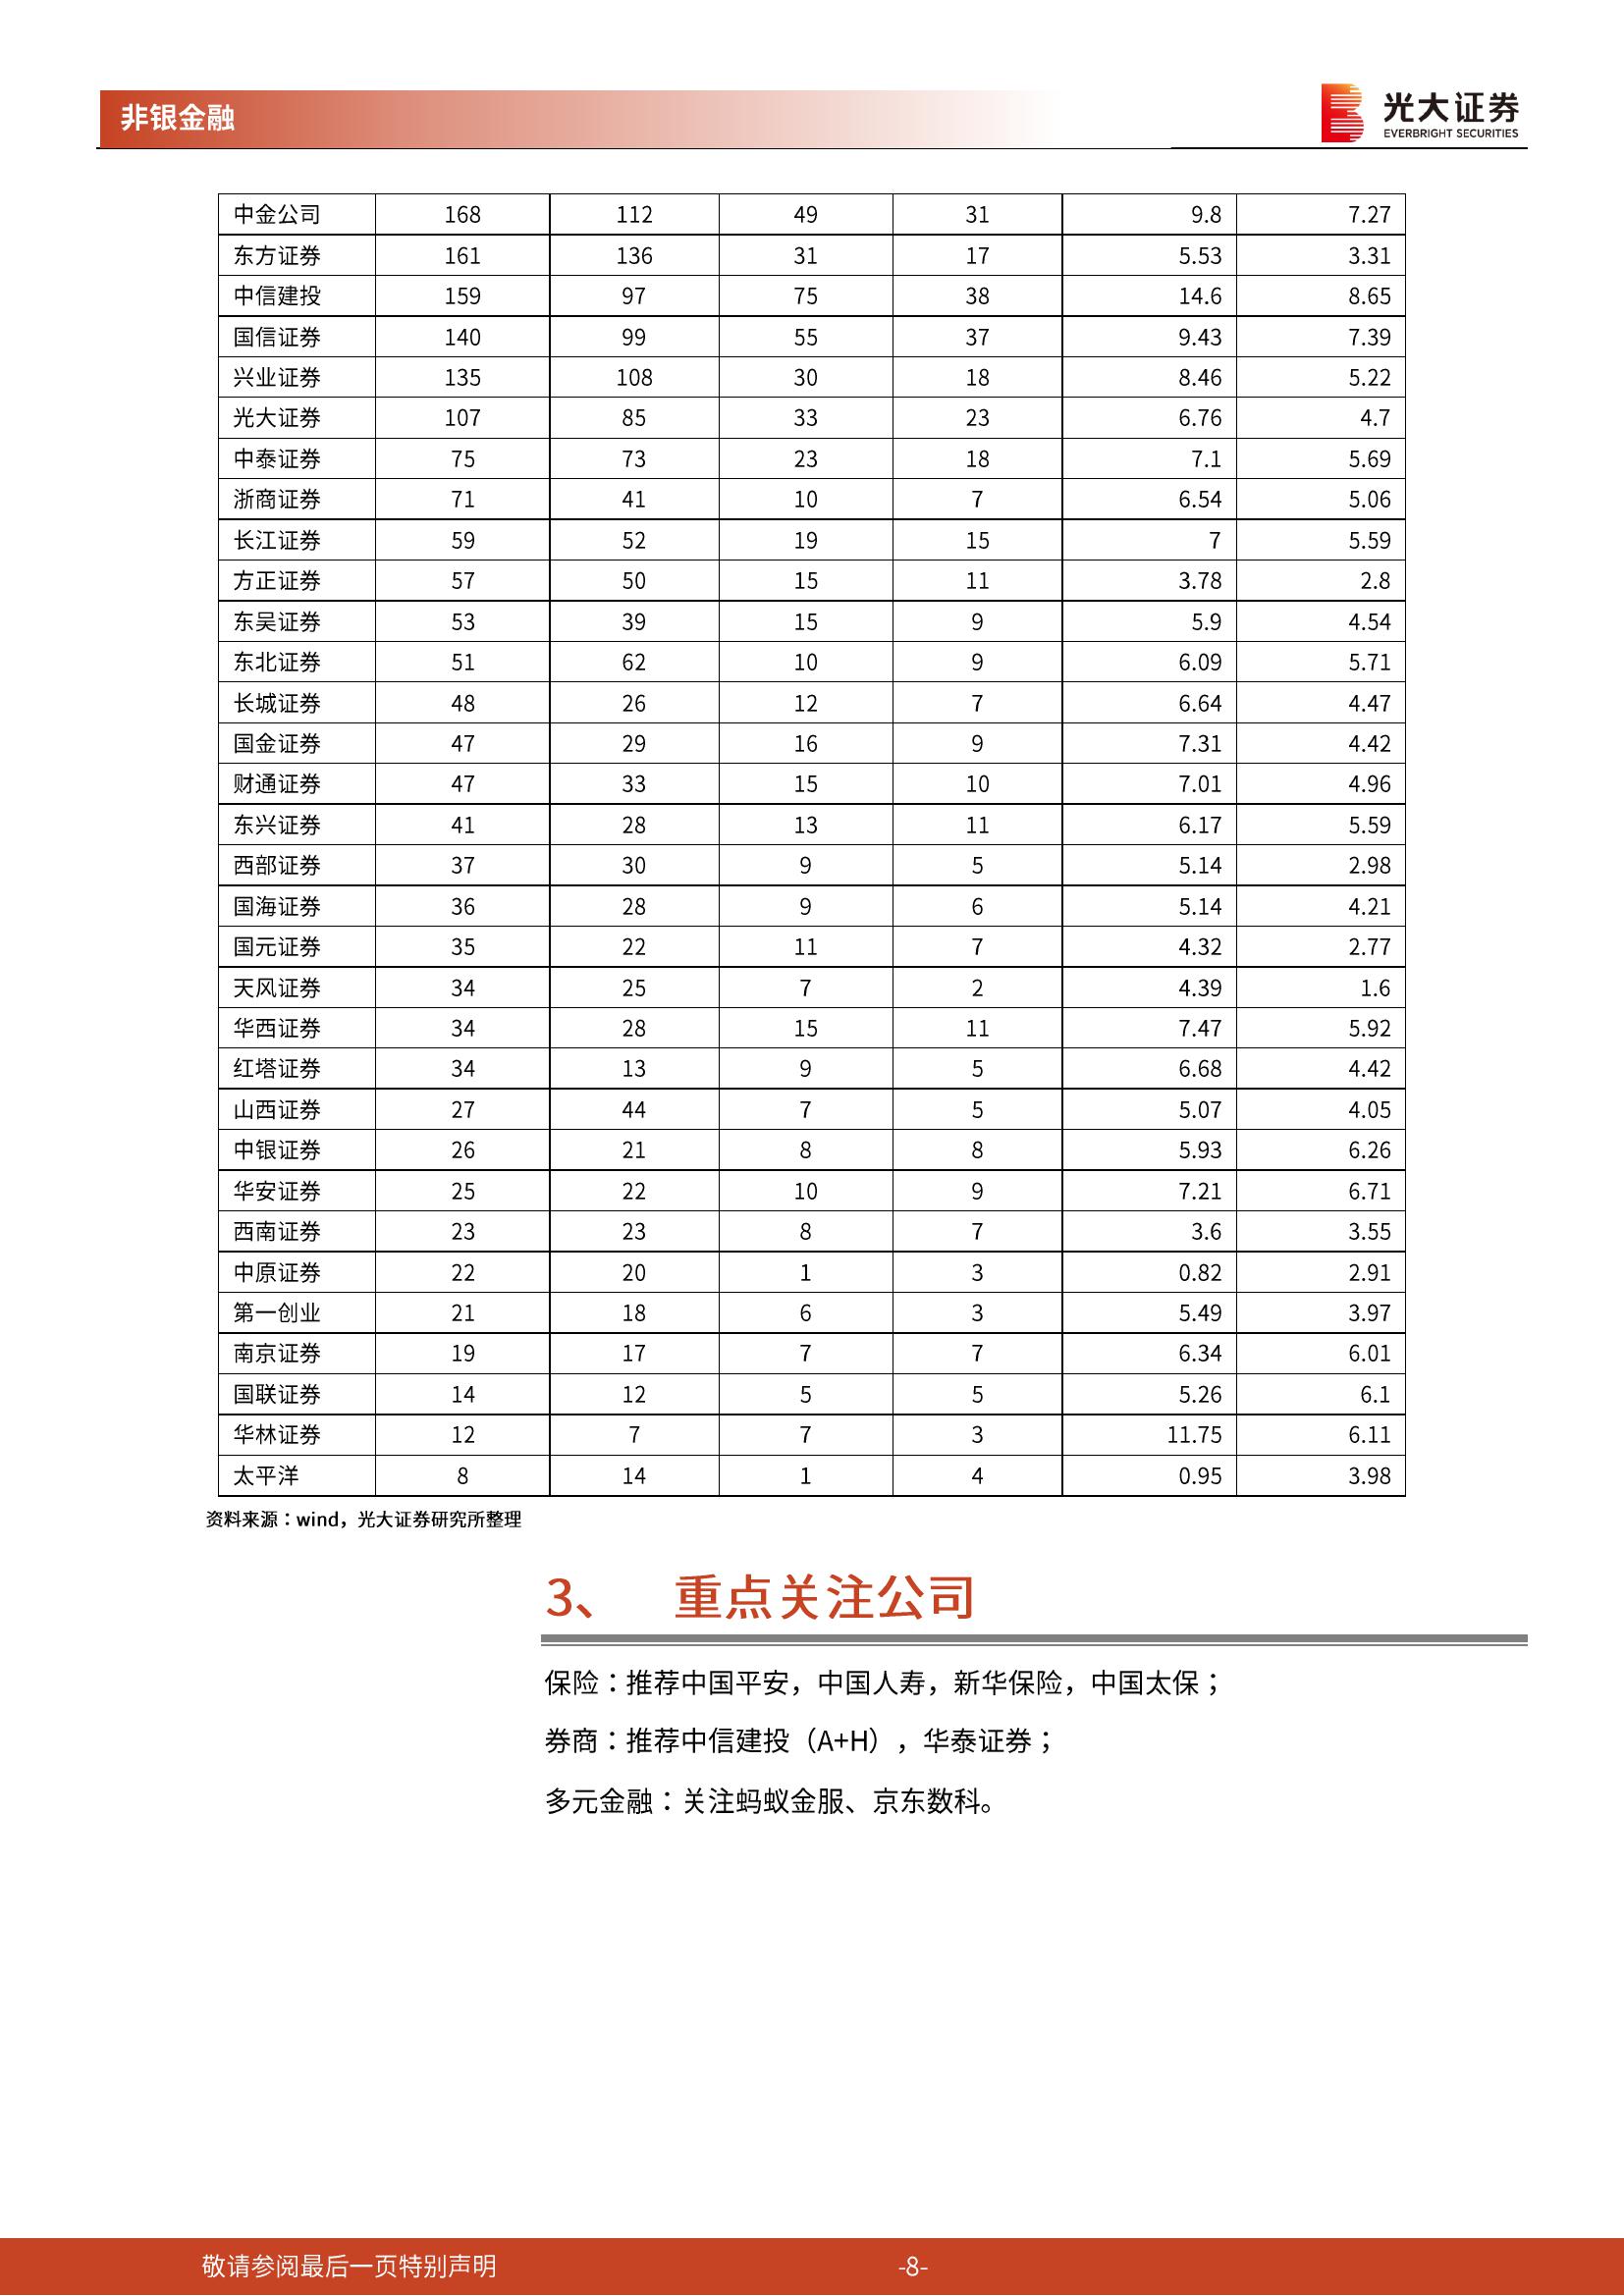 非银金融
光大证券
EVERBRIGHT SECURITIES
中金公司 168 112 49 31 9.8 7.27
东方证券 161 136 31 17 5.53 3.31
中信建投 159 97 75 38 14.6 8.65
国信证券 140 99 55 37 9.43 7.39
兴业证券 135 108 30 18 8.46 5.22
光大证券 107 85 33 23 6.76 4.7
中泰证券 75 73 23 18 7.1 5.69
浙商证券 71 41 10 7 6.54 5.06
长江证券 59 52 19 15 7 5.59
方正证券 57 50 15 11 3.78 2.8
东吴证券 53 39 15 9 5.9 4.54
东北证券 51 62 10 9 6.09 5.71
长城证券 48 26 12 7 6.64 4.47
国金证券 47 29 16 9 7.31 4.42
财通证券 47 33 15 10 7.01 4.96
东兴证券 41 28 13 11 6.17 5.59
西部证券 37 30 9 5 5.14 2.98
国海证券 36 28 9 6 5.14 4.21
国元证券 35 22 11 7 4.32 2.77
天风证券 34 25 7 2 4.39 1.6
华西证券 34 28 15 11 7.47 5.92
红塔证券 34 13 9 5 6.68 4.42
山西证券 27 44 7 5 5.07 4.05
中银证券 26 21 8 8 5.93 6.26
华安证券 25 22 10 9 7.21 6.71
西南证券 23 23 8 7 3.6 3.55
中原证券 22 20 1 3 0.82 2.91
第一创业 21 18 6 3 5.49 3.97
南京证券 19 17 7 7 6.34 6.01
国联证券 14 12 5 5 5.26 6.1
华林证券 12 7 7 3 11.75 6.11
太平洋 8 14 1 4 0.95 3.98
资料来源：wind，光大证券研究所整理
3、 重点关注公司
保险：推荐中国平安，中国人寿，新华保险，中国太保；
券商：推荐中信建投（A+H），华泰证券；
多元金融：关注蚂蚁金服、京东数科。
敬请参阅最后一页特别声明 -8-